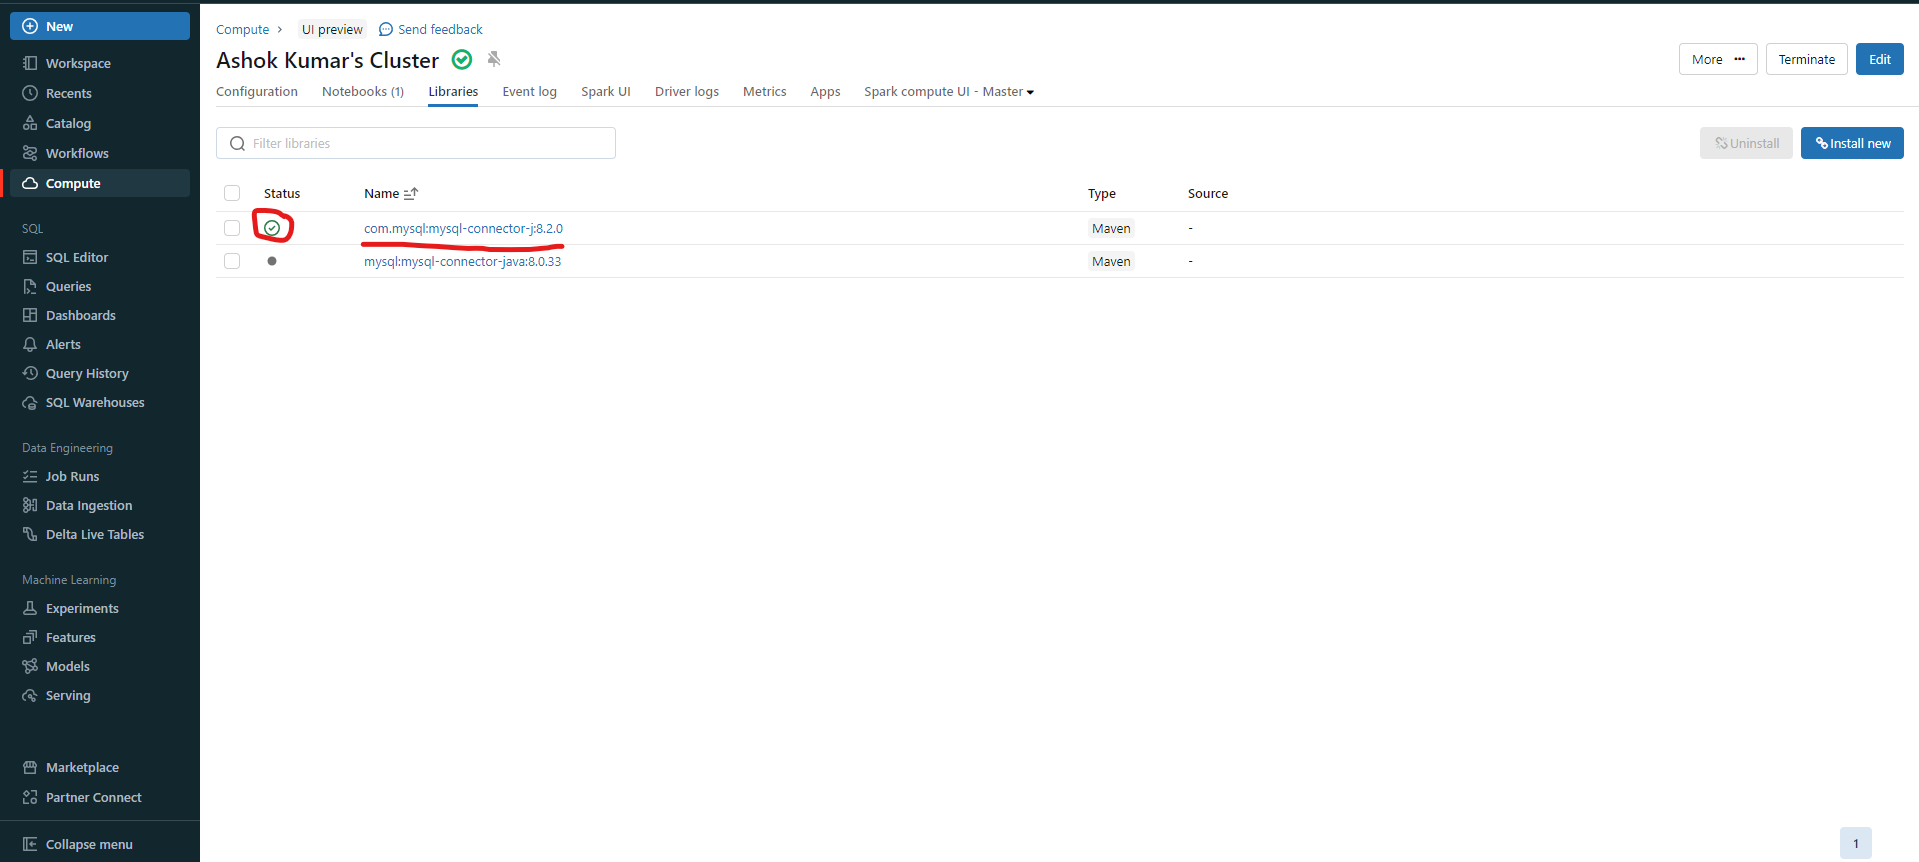 New
Workspace
Recents
Catalog
Workflows
Compute
SQL
SQL Editor
Queries
Dashboards
Alerts
Query History
SQL Warehouses
Data Engineering
Job Runs
Data Ingestion
Delta Live Tables
Machine Learning
Experiments
Features
Models
Serving
Marketplace
Partner Connect
Collapse menu
Compute › UI preview Send feedback
Ashok Kumar's Cluster
More ··· Terminate Edit
Configuration Notebooks (1) Libraries Event log Spark UI Driver logs Metrics Apps Spark compute UI - Master
Filter libraries
Uninstall Install new
Status Name Type Source
com.mysql:mysql-connector-j:8.2.0 Maven -
mysql:mysql-connector-java:8.0.33 Maven -
1